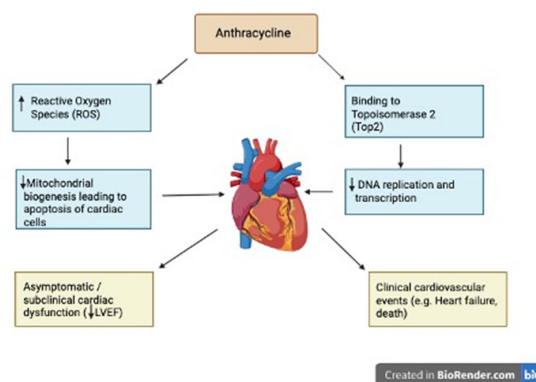 Anthracycline
↑ Reactive Oxygen
Species (ROS)
Binding to
Topoisomerase 2
(Top2)
↓Mitochondrial
biogenesis leading to
apoptosis of cardiac
cells
↓DNA replication and
transcription
Asymptomatic /
subclinical cardiac
dysfunction (↓LVEF)
Clinical cardiovascular
events (e.g. Heart failure,
death)
Created in BioRender.com